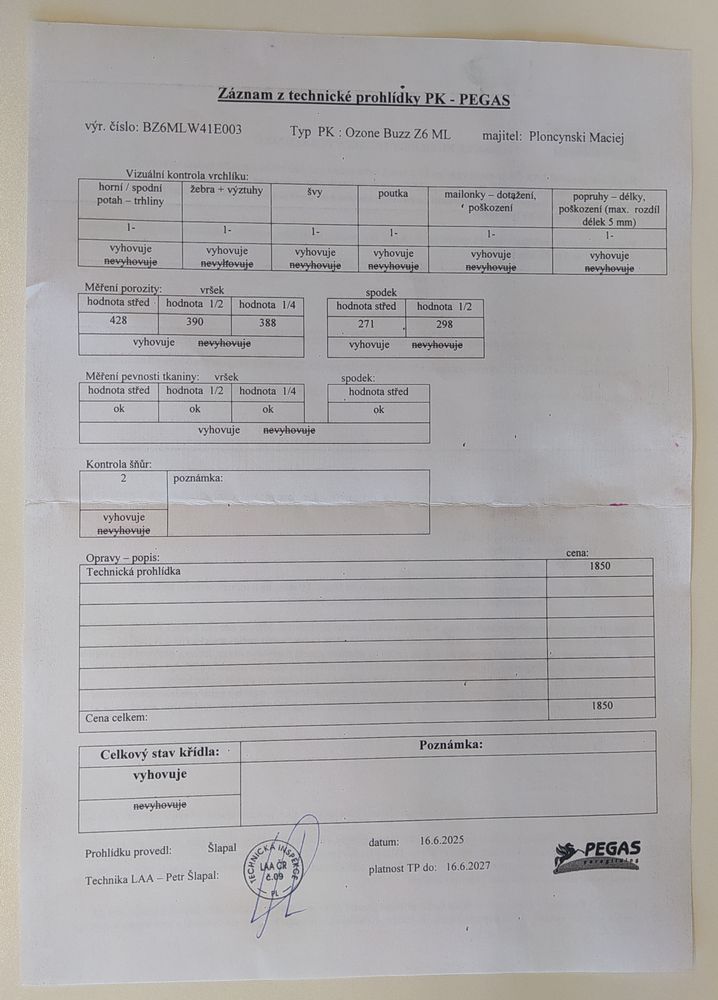 Záznam z technické prohlídky PK - PEGAS
výr. číslo: BZ6MLW41E003 Typ PK : Ozone Buzz Z6 ML majitel: Ploncynski Maciej
Vizuální kontrola vrchlíku:
horní / spodní potah – trhliny žebra + výztuhy švy poutka mailonky – dotažení, poškození popruhy – délky, poškození (max. rozdíl délek 5 mm)
1- 1- 1- 1- 1- 1-
vyhovuje vyhovuje vyhovuje vyhovuje vyhovuje vyhovuje
nevyhovuje nevyhovuje nevyhovuje nevyhovuje nevyhovuje nevyhovuje
Měření porozity: vršek spodek
hodnota střed hodnota 1/2 hodnota 1/4 hodnota střed hodnota 1/2
428 390 388 271 298
vyhovuje nevyhovuje vyhovuje nevyhovuje
Měření pevnosti tkaniny: vršek spodek:
hodnota střed hodnota 1/2 hodnota 1/4 hodnota střed
ok ok ok ok
vyhovuje nevyhovuje
Kontrola šňůr:
2 poznámka:
vyhovuje
nevyhovuje
Opravy – popis: cena:
Technická prohlídka 1850
Cena celkem: 1850
Celkový stav křídla: Poznámka:
vyhovuje
nevyhovuje
Prohlídku provedl: Šlapal datum: 16.6.2025
Technika LAA – Petr Šlapal: platnost TP do: 16.6.2027
TECHNICKÁ INSPEKCE
LAA ČR
č.09
PL
PEGAS
paragliding